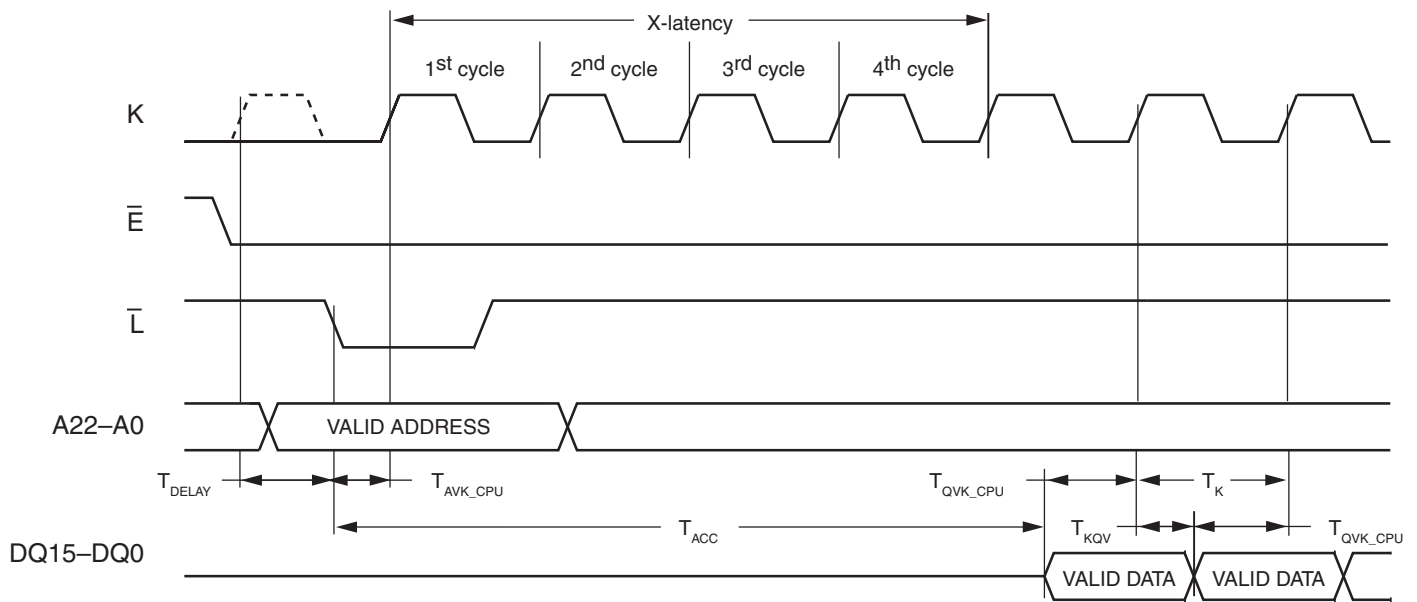 X-latency
1st cycle 2nd cycle 3rd cycle 4th cycle
K
E̅
L̅
A22–A0 VALID ADDRESS
TDELAY TAVK_CPU TQVK_CPU TK
TACC TKQV TQVK_CPU
DQ15–DQ0 VALID DATA VALID DATA